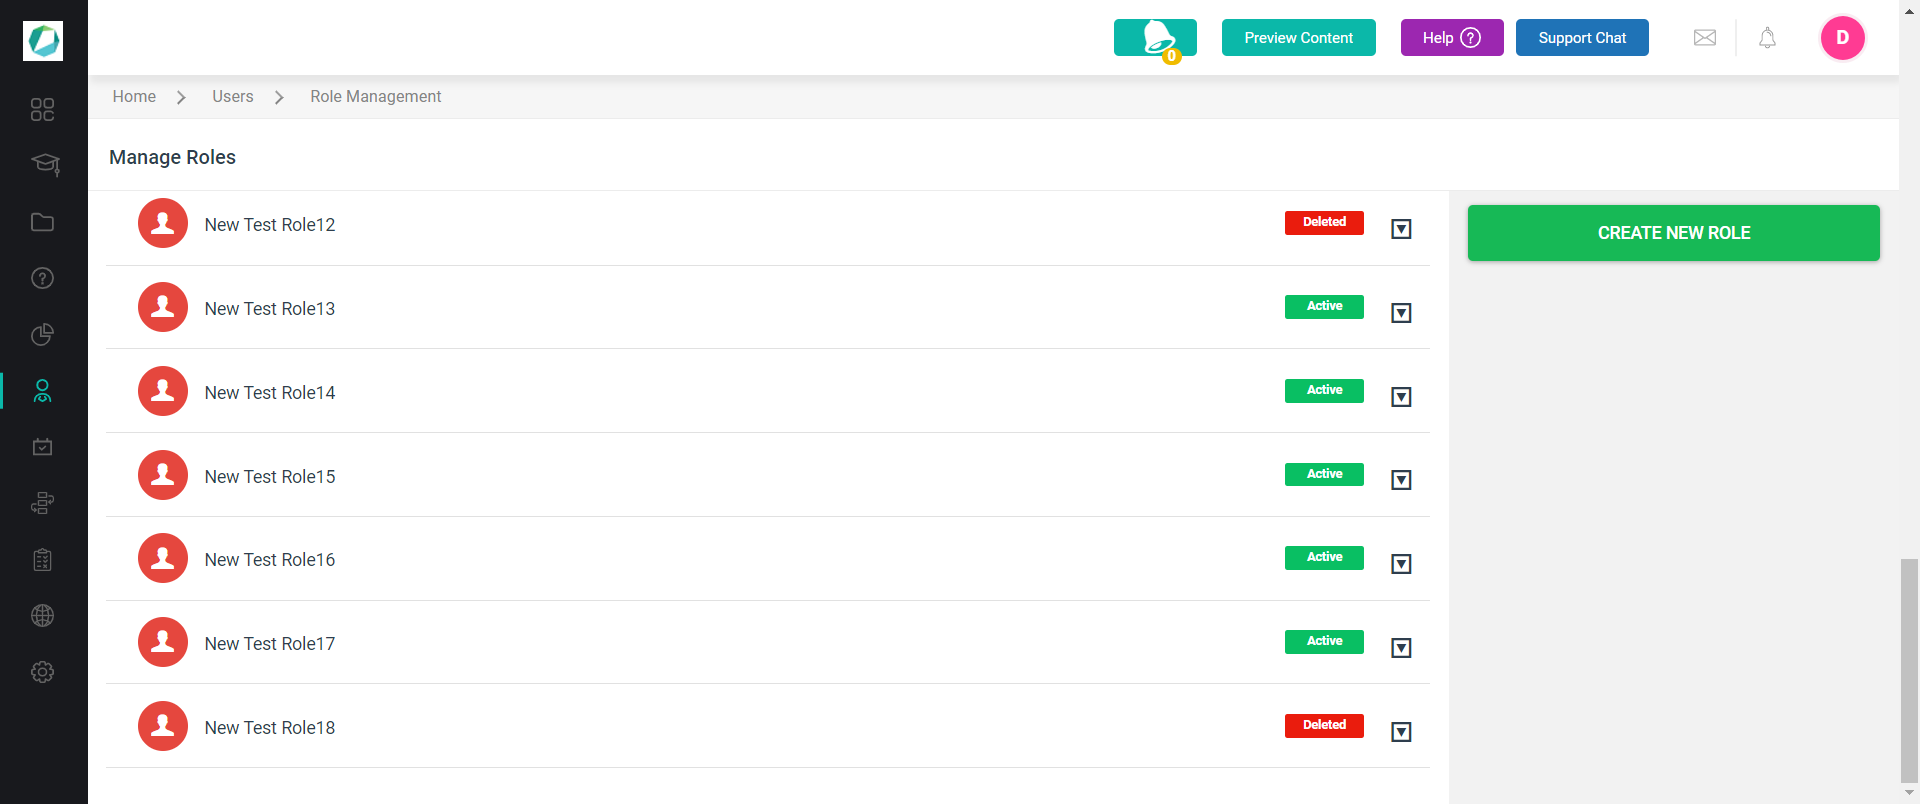 0
Preview Content
Help ?
Support Chat
D
Home > Users > Role Management
Manage Roles
New Test Role12 Deleted
CREATE NEW ROLE
New Test Role13 Active
New Test Role14 Active
New Test Role15 Active
New Test Role16 Active
New Test Role17 Active
New Test Role18 Deleted